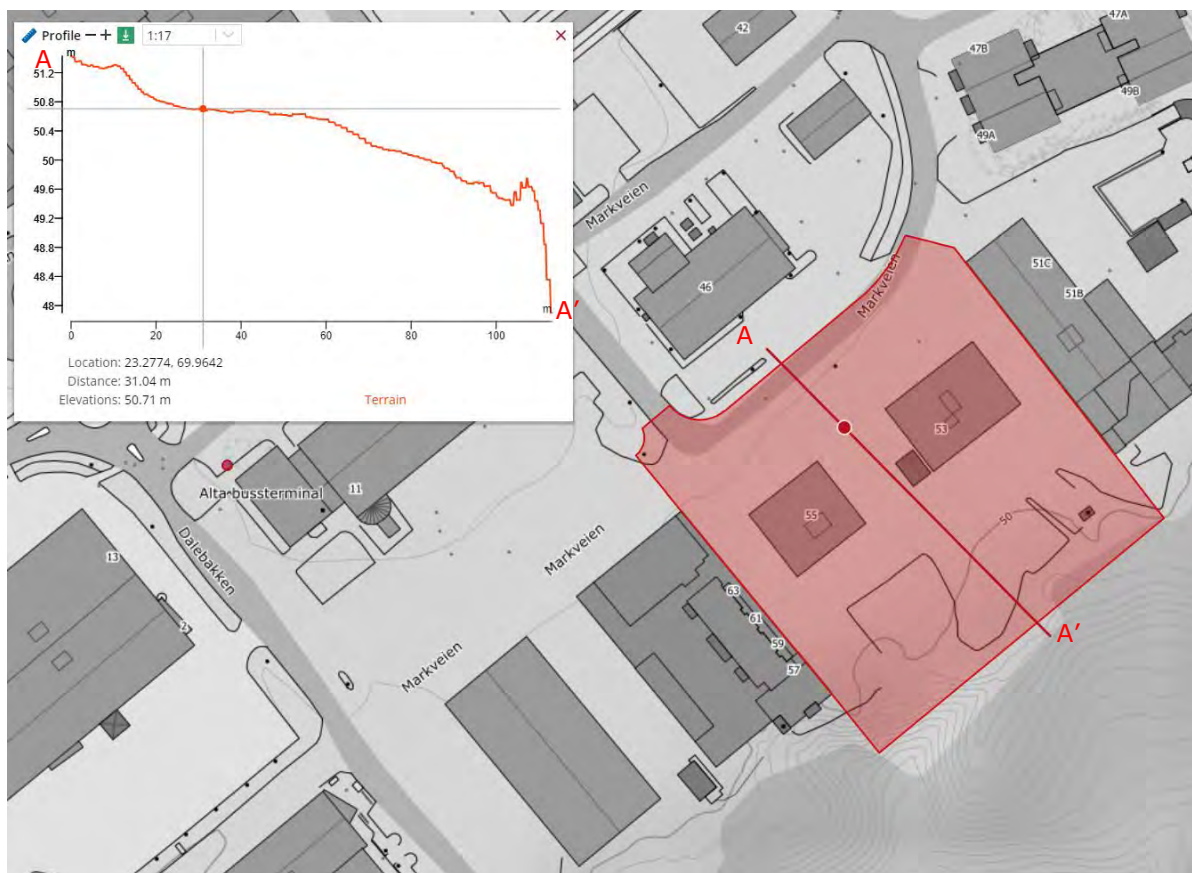 Profile
1:17
A
m
51.2
50.8
50.4
50
49.6
49.2
48.8
48.4
48
m
A'
0
20
40
60
80
100
Location: 23.2774, 69.9642
Distance: 31.04 m
Elevations: 50.71 m
Terrain
42
47A
47B
49B
49A
Markveien
51C
51B
46
Markveien
A
53
55
50
A'
Alta bussterminal
11
13
Dalebakken
2
Markveien
63
61
59
57
Markveien